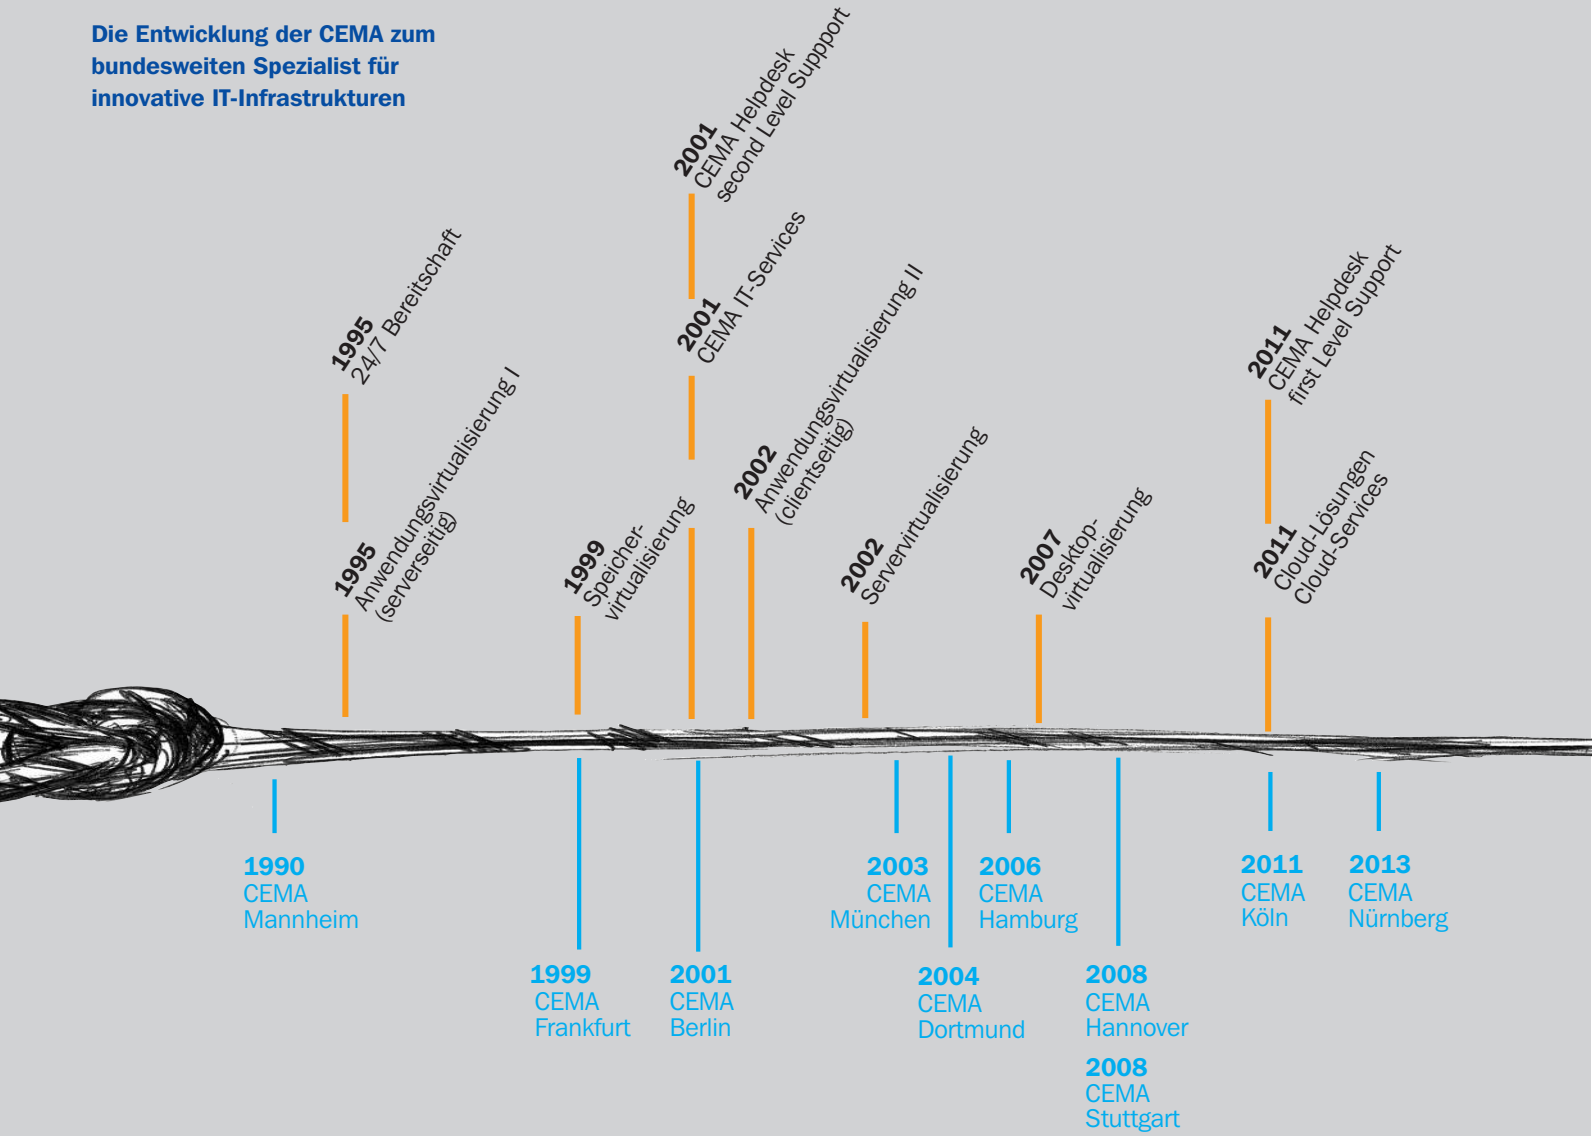 Die Entwicklung der CEMA zum
bundesweiten Spezialist für
innovative IT-Infrastrukturen
1995
24/7 Bereitschaft
1995
Anwendungsvirtualisierung I
(serverseitig)
1999
Speicher-
virtualisierung
2001
CEMA Helpdesk
second Level Suppport
2001
CEMA IT-Services
2002
Anwendungsvirtualisierung II
(clientseitig)
2002
Servervirtualisierung
2007
Desktop-
virtualisierung
2011
CEMA Helpdesk
first Level Support
2011
Cloud-Lösungen
Cloud-Services
1990
CEMA
Mannheim
1999
CEMA
Frankfurt
2001
CEMA
Berlin
2003
CEMA
München
2004
CEMA
Dortmund
2006
CEMA
Hamburg
2008
CEMA
Hannover
2008
CEMA
Stuttgart
2011
CEMA
Köln
2013
CEMA
Nürnberg